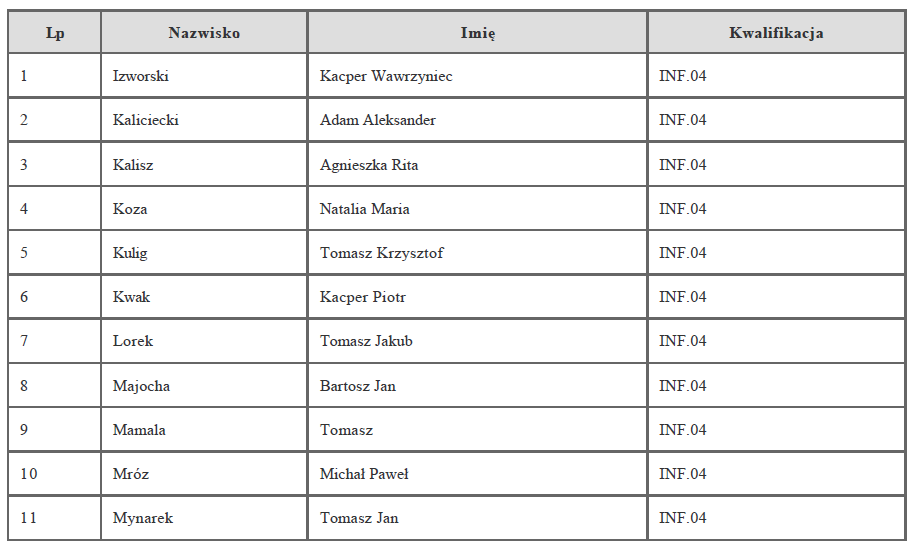 Lp Nazwisko Imię Kwalifikacja
1 Izworski Kacper Wawrzyniec INF.04
2 Kaliciecki Adam Aleksander INF.04
3 Kalisz Agnieszka Rita INF.04
4 Koza Natalia Maria INF.04
5 Kulig Tomasz Krzysztof INF.04
6 Kwak Kacper Piotr INF.04
7 Lorek Tomasz Jakub INF.04
8 Majocha Bartosz Jan INF.04
9 Mamala Tomasz INF.04
10 Mróz Michał Paweł INF.04
11 Mynarek Tomasz Jan INF.04